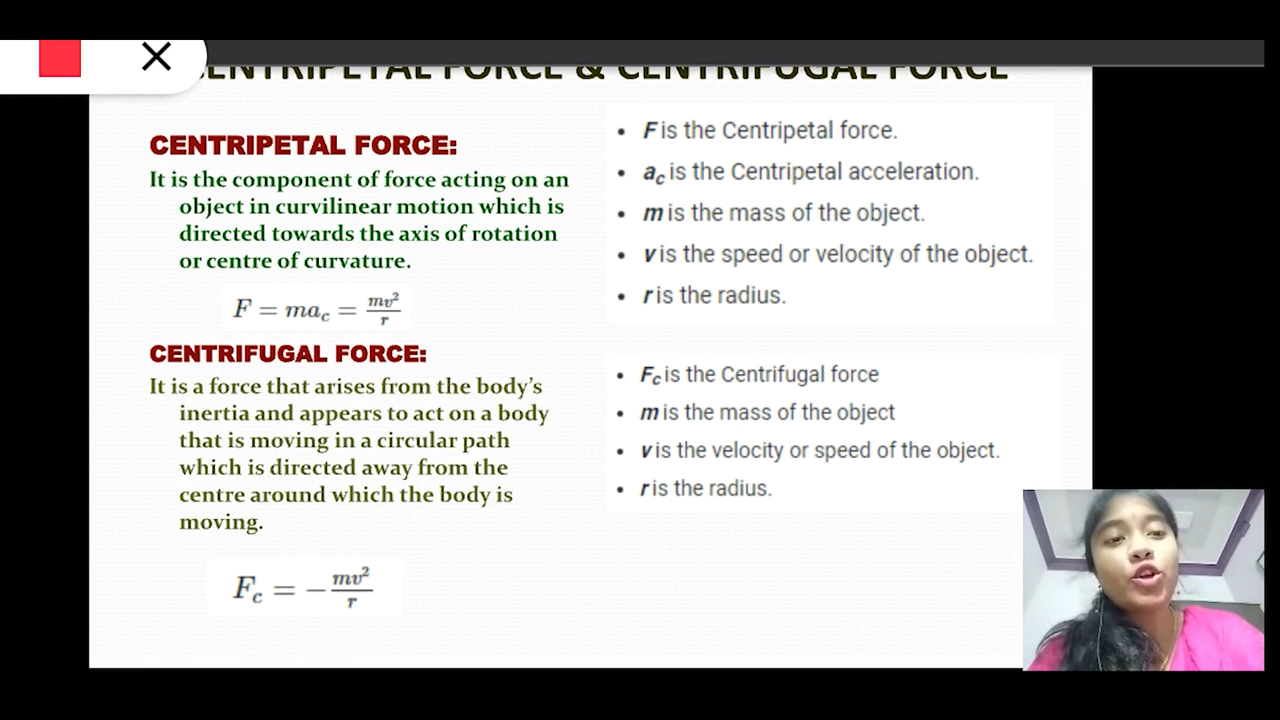 CENTRIPETAL FORCE & CENTRIFUGAL FORCE
CENTRIPETAL FORCE:
It is the component of force acting on an
object in curvilinear motion which is
directed towards the axis of rotation
or centre of curvature.
F = ma_c = mv²/r
CENTRIFUGAL FORCE:
It is a force that arises from the body's
inertia and appears to act on a body
that is moving in a circular path
which is directed away from the
centre around which the body is
moving.
F_c = −mv²/r
• F is the Centripetal force.
• a_c is the Centripetal acceleration.
• m is the mass of the object.
• v is the speed or velocity of the object.
• r is the radius.
• F_c is the Centrifugal force
• m is the mass of the object
• v is the velocity or speed of the object.
• r is the radius.